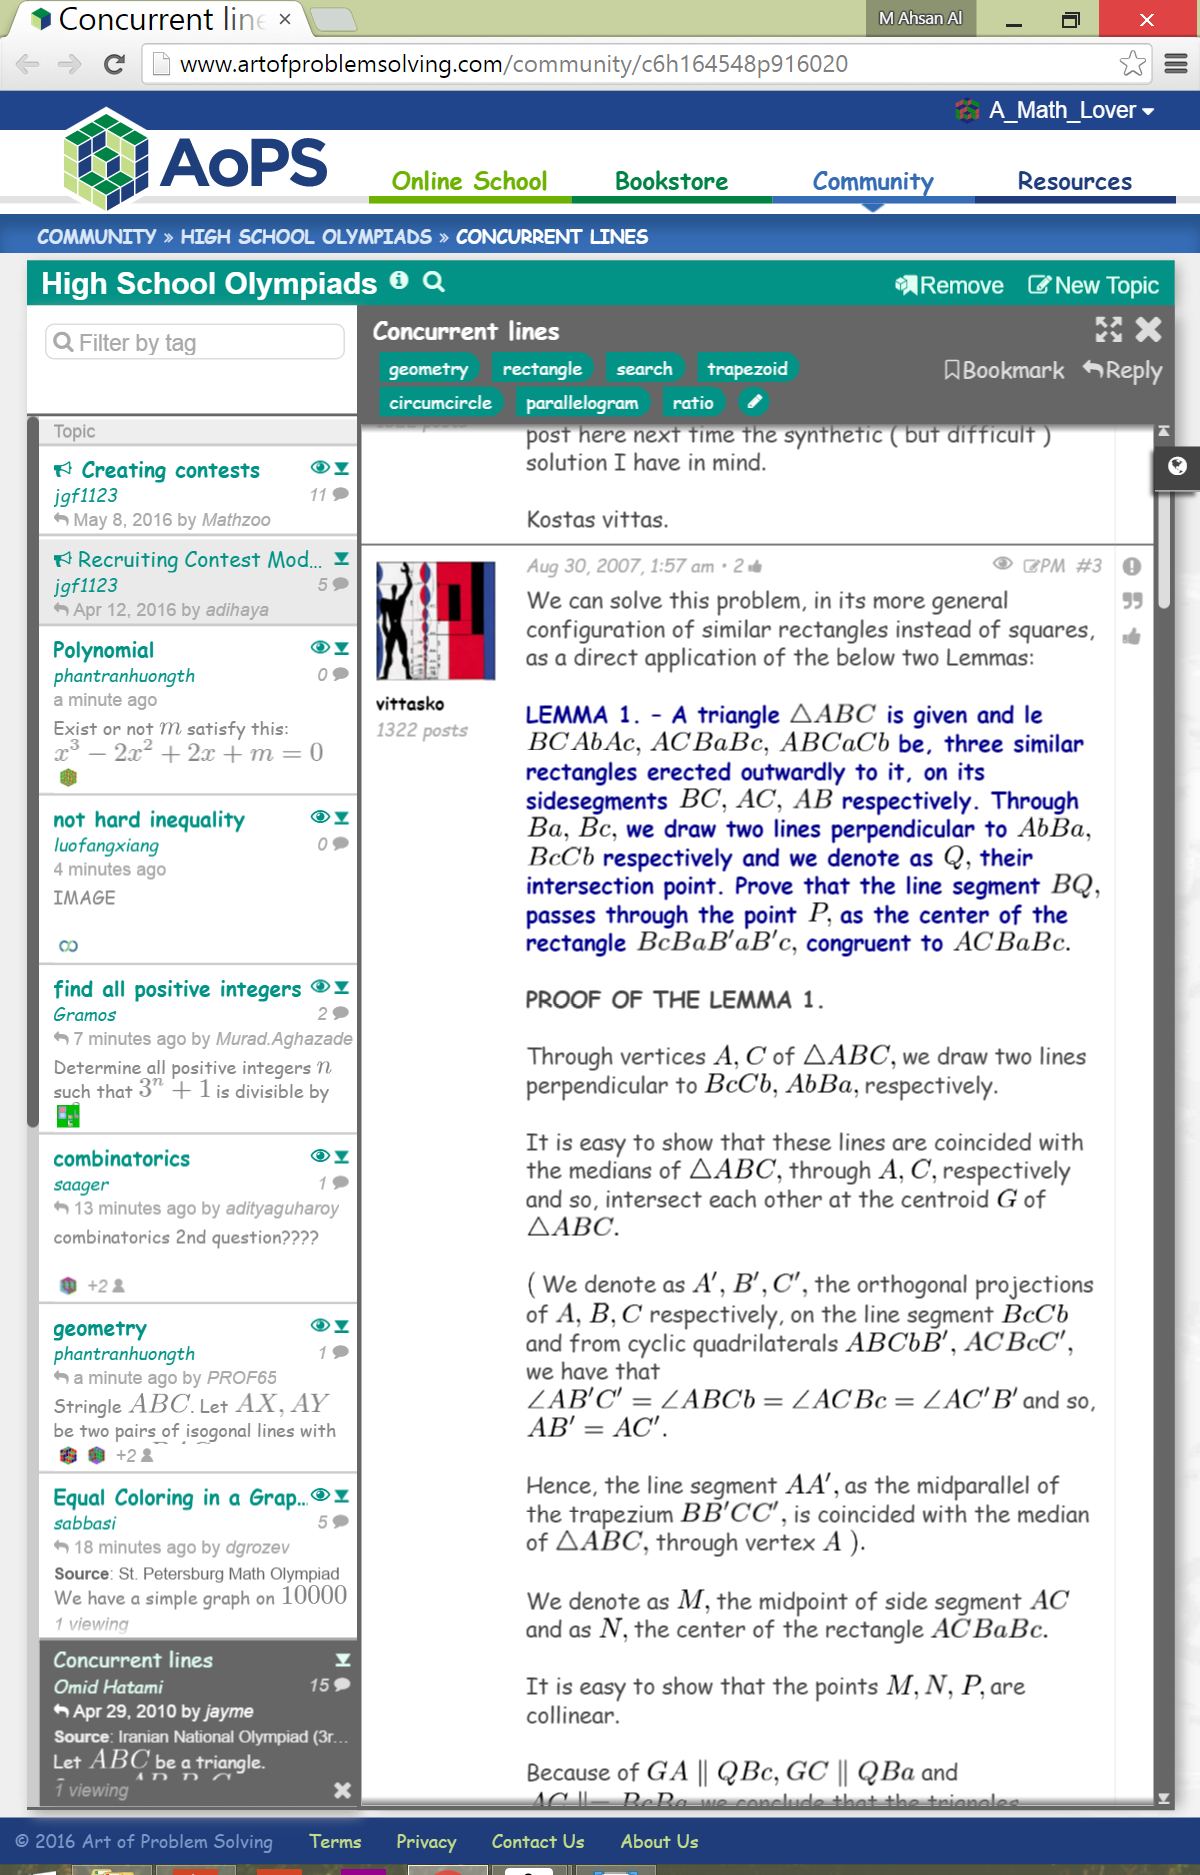 Concurrent line
M Ahsan Al
www.artofproblemsolving.com/community/c6h164548p916020
A_Math_Lover
AoPS
Online School
Bookstore
Community
Resources
COMMUNITY » HIGH SCHOOL OLYMPIADS » CONCURRENT LINES
High School Olympiads
Remove
New Topic
Filter by tag
Topic
Creating contests
jgf1123
11
May 8, 2016 by Mathzoo
Recruiting Contest Mod...
jgf1123
5
Apr 12, 2016 by adihaya
Polynomial
phantranhuongth
0
a minute ago
Exist or not m satisfy this:
x³ − 2x² + 2x + m = 0
not hard inequality
luofangxiang
0
4 minutes ago
IMAGE
find all positive integers
Gramos
2
7 minutes ago by Murad.Aghazade
Determine all positive integers n
such that 3ⁿ + 1 is divisible by
combinatorics
saager
1
13 minutes ago by adityaguharoy
combinatorics 2nd question????
+2
geometry
phantranhuongth
1
a minute ago by PROF65
Stringle ABC. Let AX, AY
be two pairs of isogonal lines with
+2
Equal Coloring in a Grap...
sabbasi
5
18 minutes ago by dgrozev
Source: St. Petersburg Math Olympiad
We have a simple graph on 10000
1 viewing
Concurrent lines
Omid Hatami
15
Apr 29, 2010 by jayme
Source: Iranian National Olympiad (3r...
Let ABC be a triangle.
1 viewing
Concurrent lines
geometry rectangle search trapezoid
circumcircle parallelogram ratio
Bookmark
Reply
1322 posts
post here next time the synthetic ( but difficult )
solution I have in mind.
Kostas vittas.
vittasko
1322 posts
Aug 30, 2007, 1:57 am • 2
PM #3
We can solve this problem, in its more general
configuration of similar rectangles instead of squares,
as a direct application of the below two Lemmas:
LEMMA 1. - A triangle △ABC is given and le
BCAbAc, ACBaBc, ABCaCb be, three similar
rectangles erected outwardly to it, on its
sidesegments BC, AC, AB respectively. Through
Ba, Bc, we draw two lines perpendicular to AbBa,
BcCb respectively and we denote as Q, their
intersection point. Prove that the line segment BQ,
passes through the point P, as the center of the
rectangle BcBaB′aB′c, congruent to ACBaBc.
PROOF OF THE LEMMA 1.
Through vertices A, C of △ABC, we draw two lines
perpendicular to BcCb, AbBa, respectively.
It is easy to show that these lines are coincided with
the medians of △ABC, through A, C, respectively
and so, intersect each other at the centroid G of
△ABC.
( We denote as A′, B′, C′, the orthogonal projections
of A, B, C respectively, on the line segment BcCb
and from cyclic quadrilaterals ABCbB′, ACBcC′,
we have that
∠AB′C′ = ∠ABCb = ∠ACBc = ∠AC′B′ and so,
AB′ = AC′.
Hence, the line segment AA′, as the midparallel of
the trapezium BB′CC′, is coincided with the median
of △ABC, through vertex A ).
We denote as M, the midpoint of side segment AC
and as N, the center of the rectangle ACBaBc.
It is easy to show that the points M, N, P, are
collinear.
Because of GA ∥ QBc, GC ∥ QBa and
AC ∥= BcBa, we conclude that the triangles
© 2016 Art of Problem Solving
Terms
Privacy
Contact Us
About Us